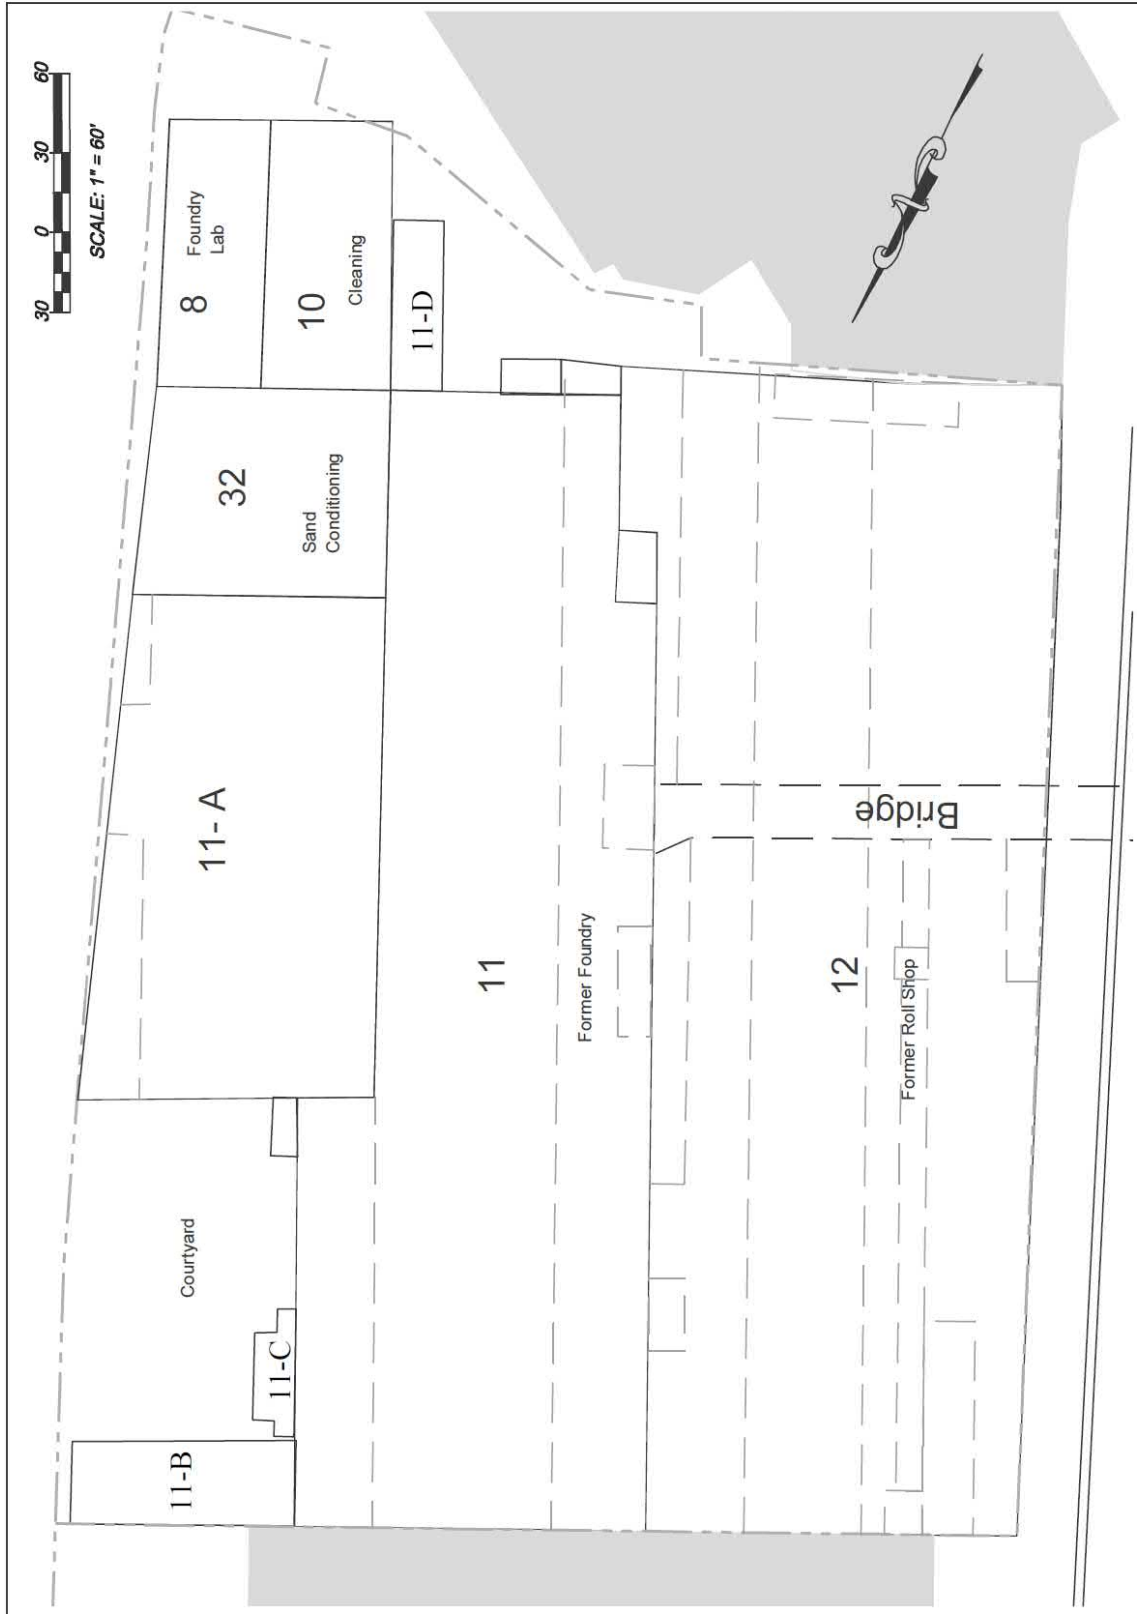 30 0 30 60
SCALE: 1" = 60'
8
Foundry
Lab
10
Cleaning
11-D
32
Sand
Conditioning
11- A
11
Former Foundry
Bridge
12
Former Roll Shop
Courtyard
11-C
11-B